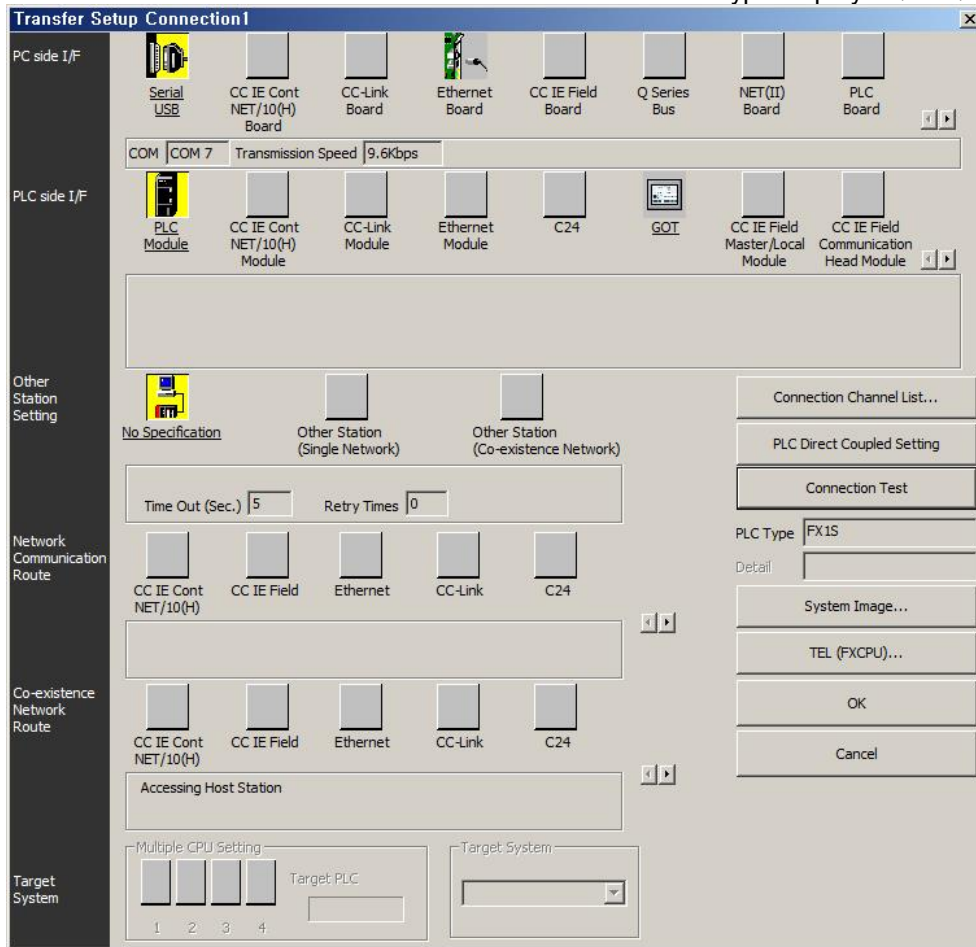 Transfer Setup Connection1
PC side I/F
Serial USB
CC IE Cont NET/10(H) Board
CC-Link Board
Ethernet Board
CC IE Field Board
Q Series Bus
NET(II) Board
PLC Board
COM COM 7 Transmission Speed 9.6Kbps
PLC side I/F
PLC Module
CC IE Cont NET/10(H) Module
CC-Link Module
Ethernet Module
C24
GOT
CC IE Field Master/Local Module
CC IE Field Communication Head Module
Other Station Setting
No Specification
Other Station (Single Network)
Other Station (Co-existence Network)
Time Out (Sec.) 5 Retry Times 0
Connection Channel List...
PLC Direct Coupled Setting
Connection Test
PLC Type FX1S
Detail
System Image...
TEL (FXCPU)...
OK
Cancel
Network Communication Route
CC IE Cont NET/10(H)
CC IE Field
Ethernet
CC-Link
C24
Co-existence Network Route
CC IE Cont NET/10(H)
CC IE Field
Ethernet
CC-Link
C24
Accessing Host Station
Target System
Multiple CPU Setting
1 2 3 4
Target PLC
Target System